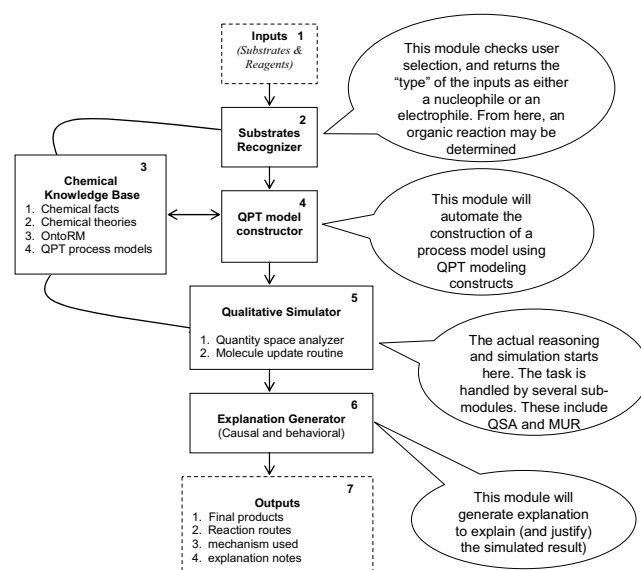 Inputs 1
(Substrates &
Reagents)
This module checks user
selection, and returns the
“type” of the inputs as either
a nucleophile or an
electrophile. From here, an
organic reaction may be
determined
2
Substrates
Recognizer
3
Chemical
Knowledge Base
1. Chemical facts
2. Chemical theories
3. OntoRM
4. QPT process models
4
QPT model
constructor
This module will
automate the
construction of a
process model using
QPT modeling
constructs
5
Qualitative Simulator
1. Quantity space analyzer
2. Molecule update routine
The actual reasoning
and simulation starts
here. The task is
handled by several sub-
modules. These include
QSA and MUR
6
Explanation Generator
(Causal and behavioral)
This module will
generate explanation
to explain (and justify)
the simulated result)
7
Outputs
1. Final products
2. Reaction routes
3. mechanism used
4. explanation notes